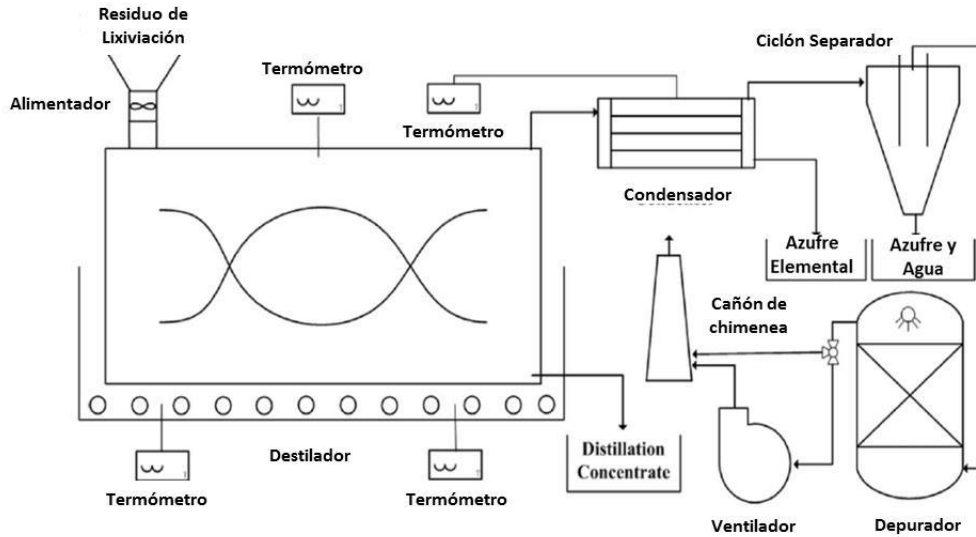 Residuo de
Lixiviación
Alimentador
Termómetro
Termómetro
Ciclón Separador
Condensador
Azufre
Elemental
Azufre y
Agua
Cañón de
chimenea
Destilador
Termómetro
Termómetro
Distillation
Concentrate
Ventilador
Depurador